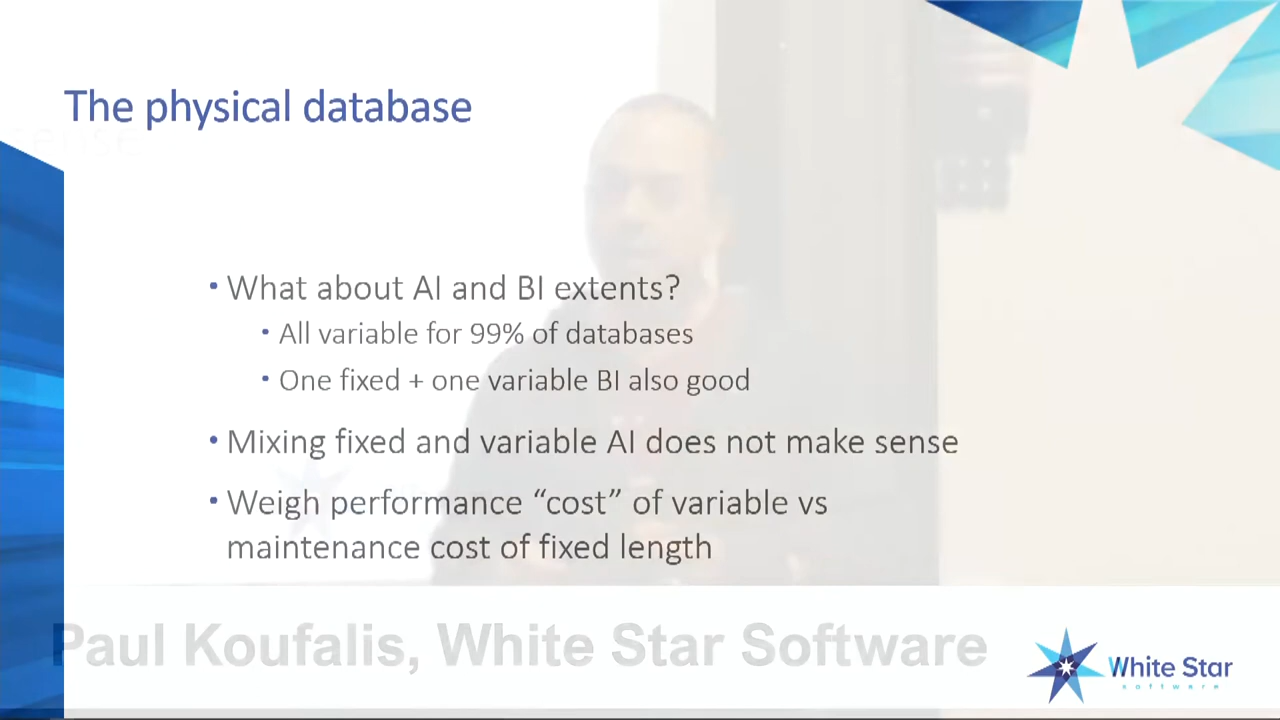 The physical database
sense
• What about AI and BI extents?
• All variable for 99% of databases
• One fixed + one variable BI also good
• Mixing fixed and variable AI does not make sense
• Weigh performance “cost” of variable vs
maintenance cost of fixed length
Paul Koufalis, White Star Software
White Star
software